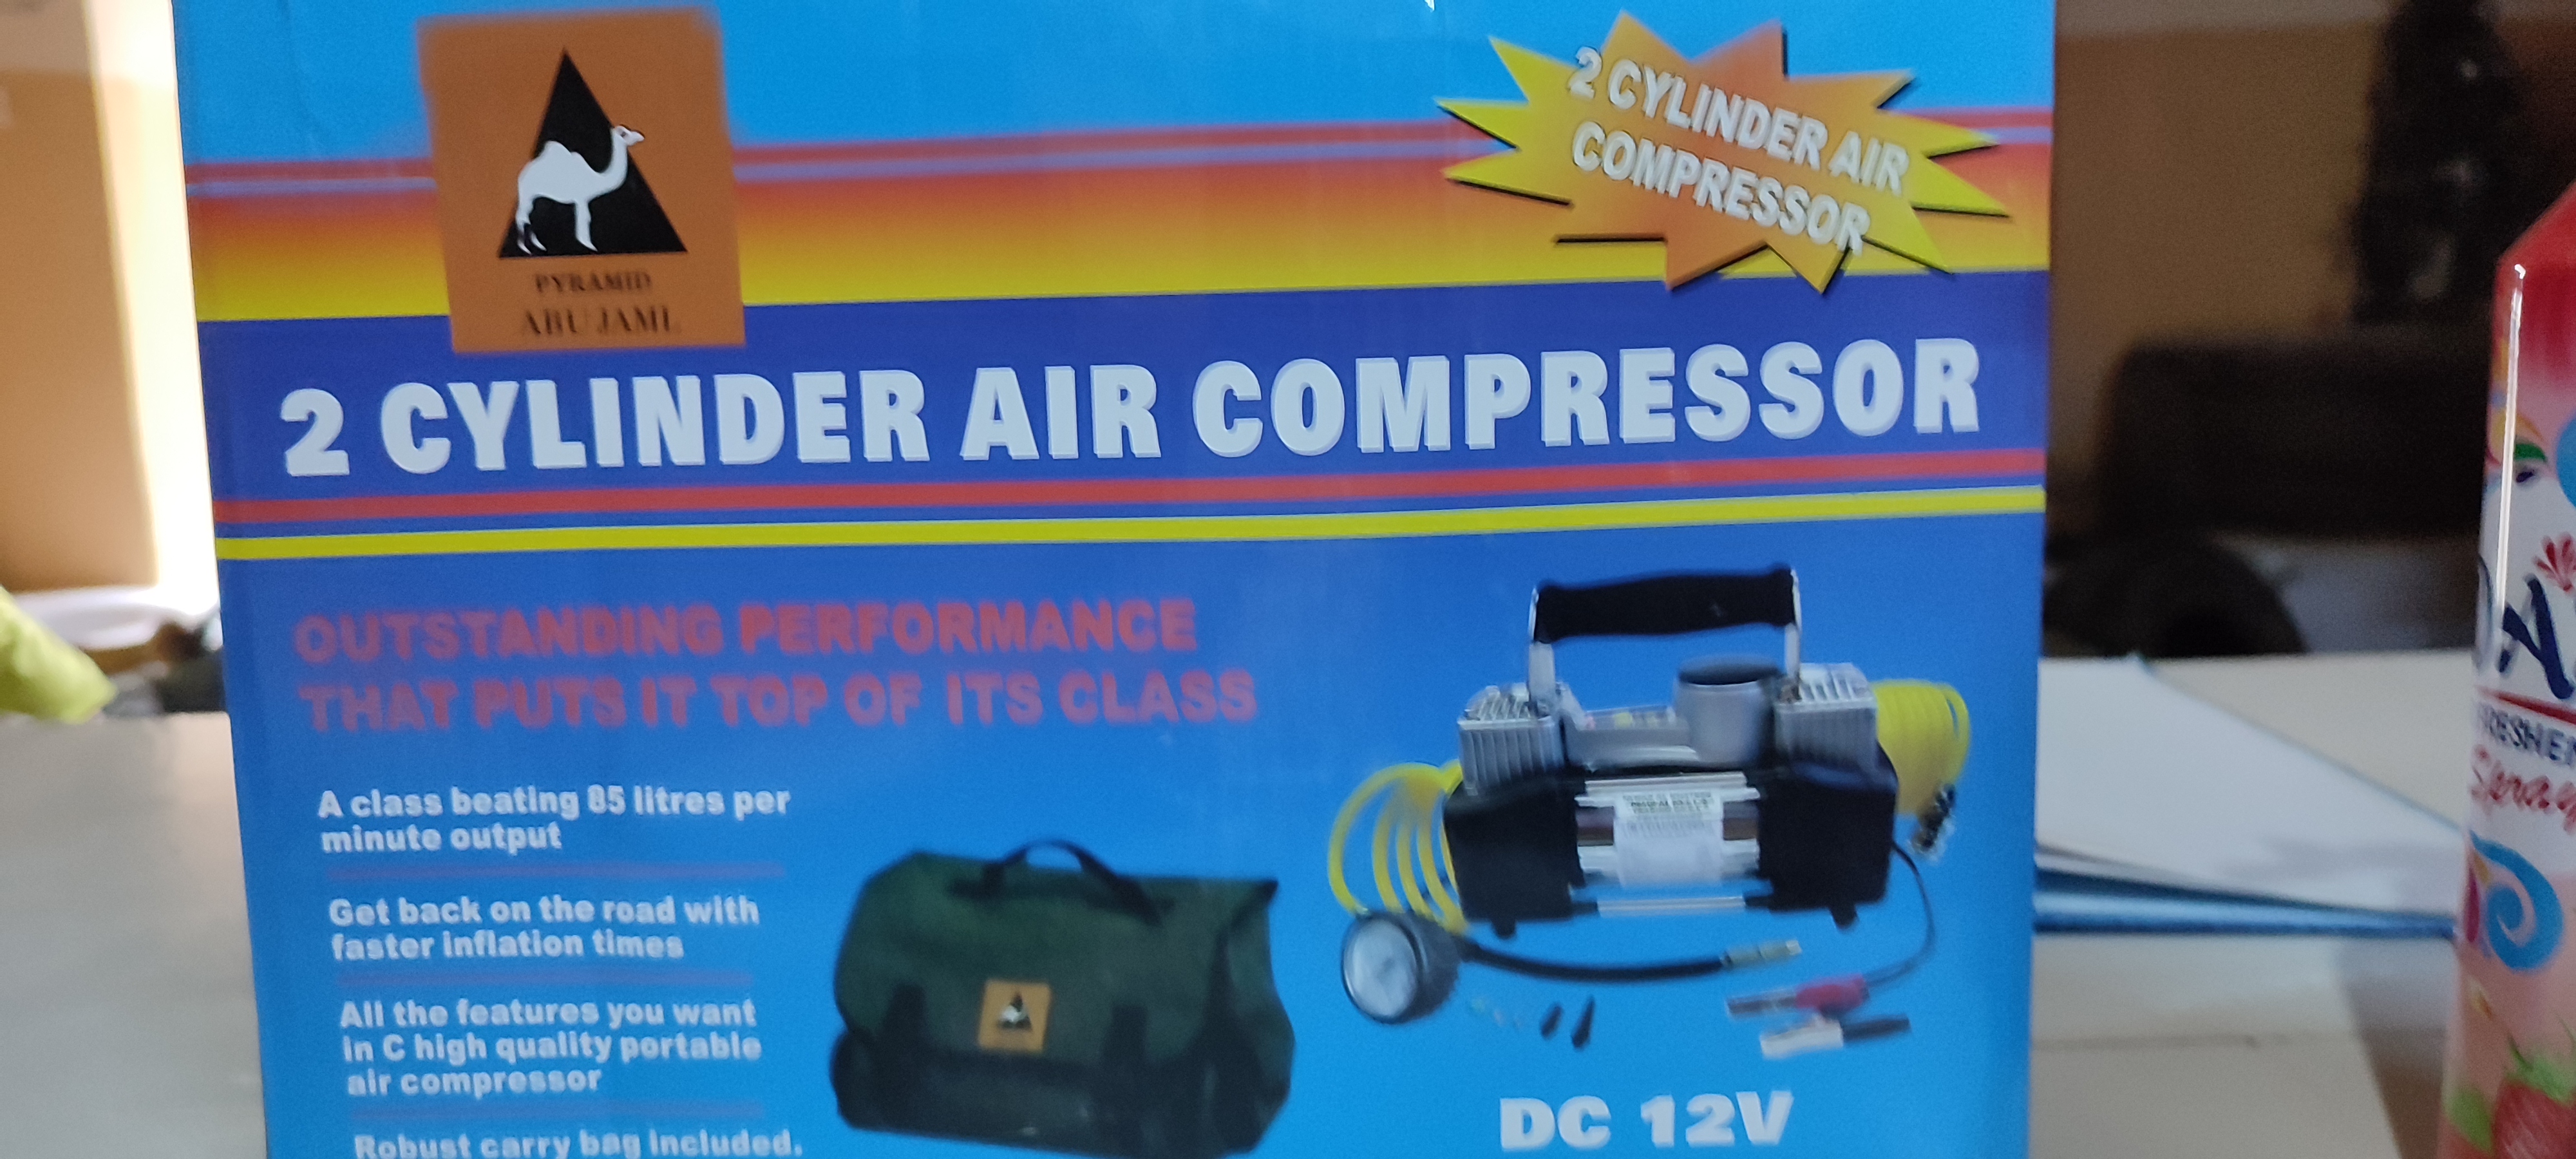 PYRAMID
ABU JAML
2 CYLINDER AIR
COMPRESSOR
2 CYLINDER AIR COMPRESSOR
OUTSTANDING PERFORMANCE
THAT PUTS IT TOP OF ITS CLASS
A class beating 85 litres per
minute output
Get back on the road with
faster inflation times
All the features you want
in C high quality portable
air compressor
Robust carry bag included.
DC 12V